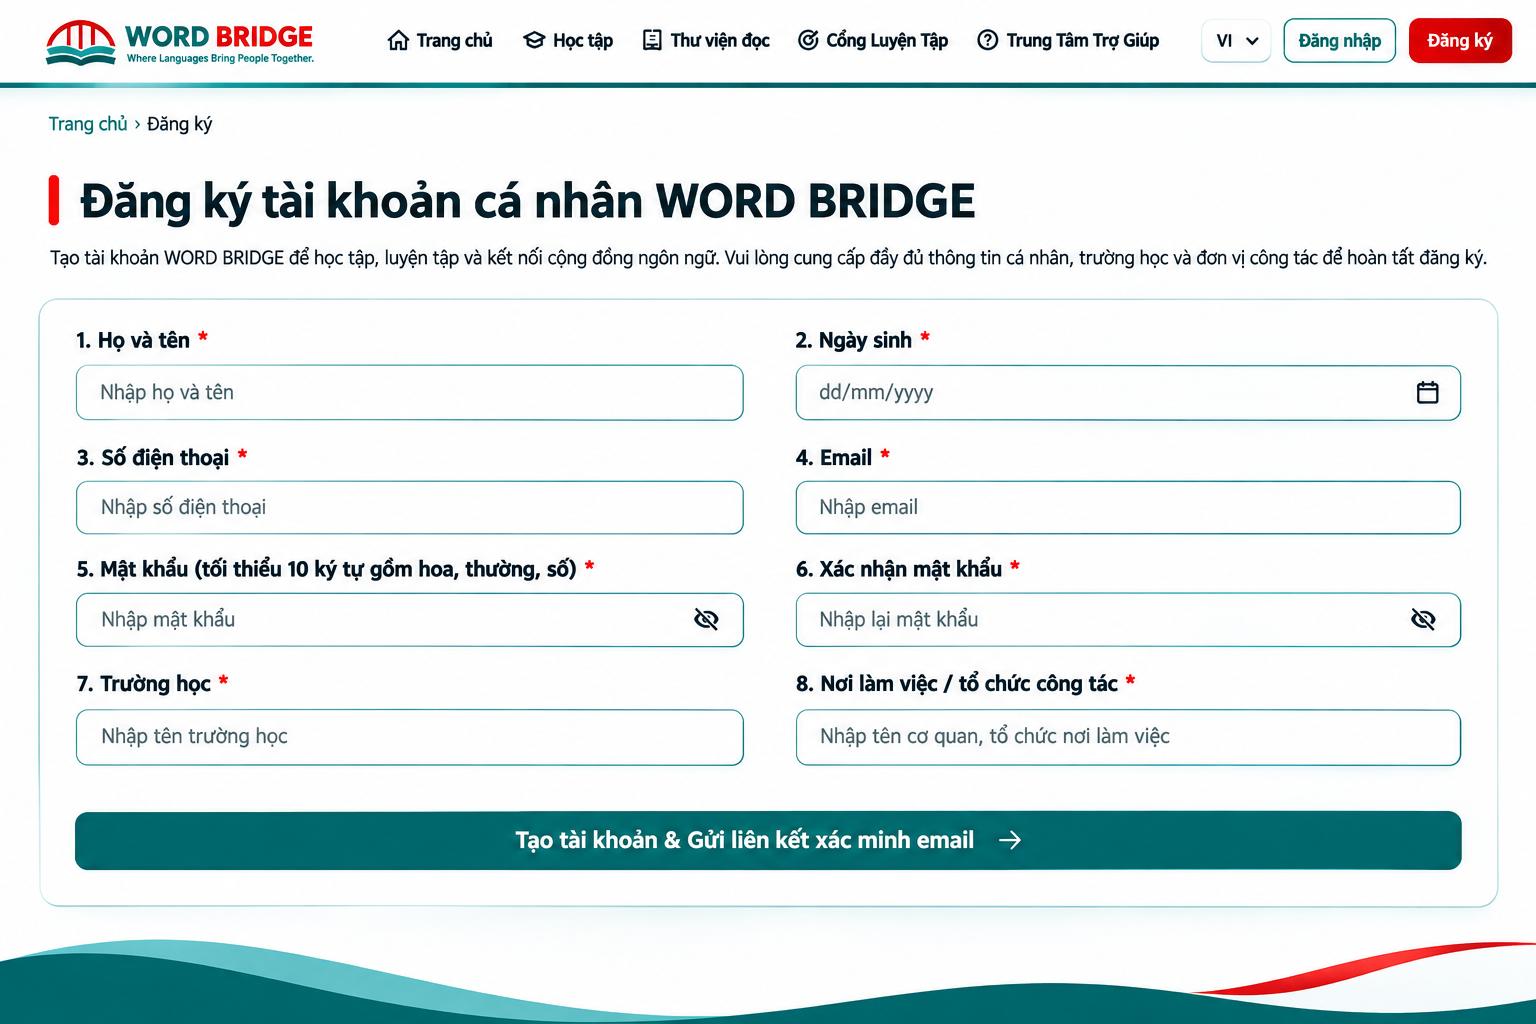 WORD BRIDGE
Where Languages Bring People Together.
Trang chủ
Học tập
Thư viện đọc
Cổng Luyện Tập
Trung Tâm Trợ Giúp
VI
Đăng nhập
Đăng ký
Trang chủ › Đăng ký
Đăng ký tài khoản cá nhân WORD BRIDGE
Tạo tài khoản WORD BRIDGE để học tập, luyện tập và kết nối cộng đồng ngôn ngữ. Vui lòng cung cấp đầy đủ thông tin cá nhân, trường học và đơn vị công tác để hoàn tất đăng ký.
1. Họ và tên *
Nhập họ và tên
2. Ngày sinh *
dd/mm/yyyy
3. Số điện thoại *
Nhập số điện thoại
4. Email *
Nhập email
5. Mật khẩu (tối thiểu 10 ký tự gồm hoa, thường, số) *
Nhập mật khẩu
6. Xác nhận mật khẩu *
Nhập lại mật khẩu
7. Trường học *
Nhập tên trường học
8. Nơi làm việc / tổ chức công tác *
Nhập tên cơ quan, tổ chức nơi làm việc
Tạo tài khoản & Gửi liên kết xác minh email →